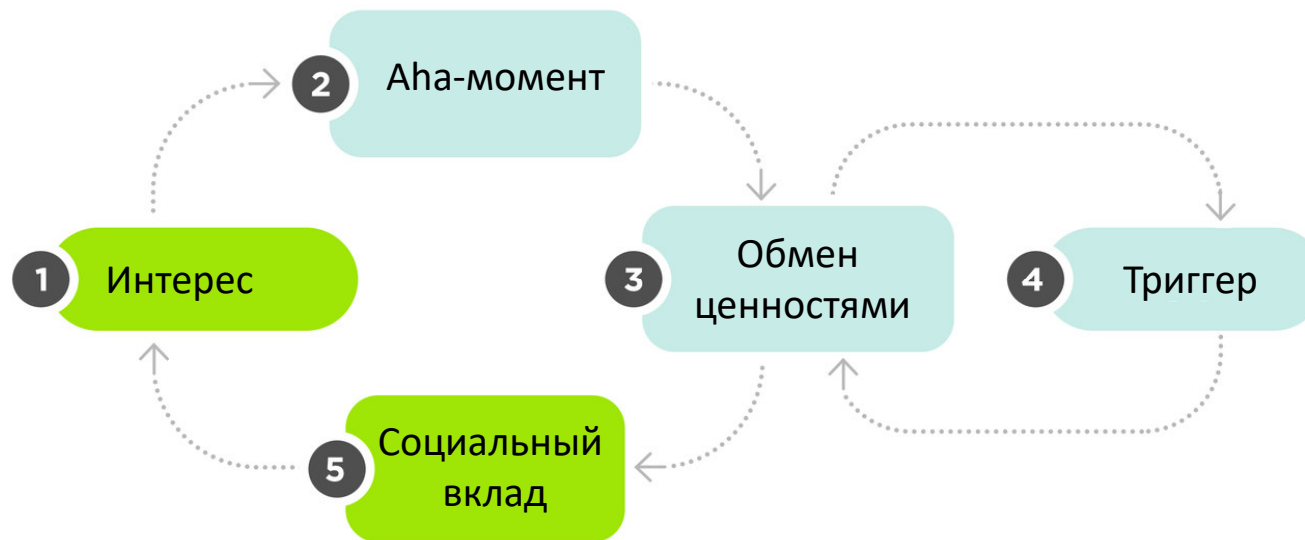 2
Aha-момент
1
Интерес
3
Обмен
ценностями
4
Триггер
5
Социальный
вклад